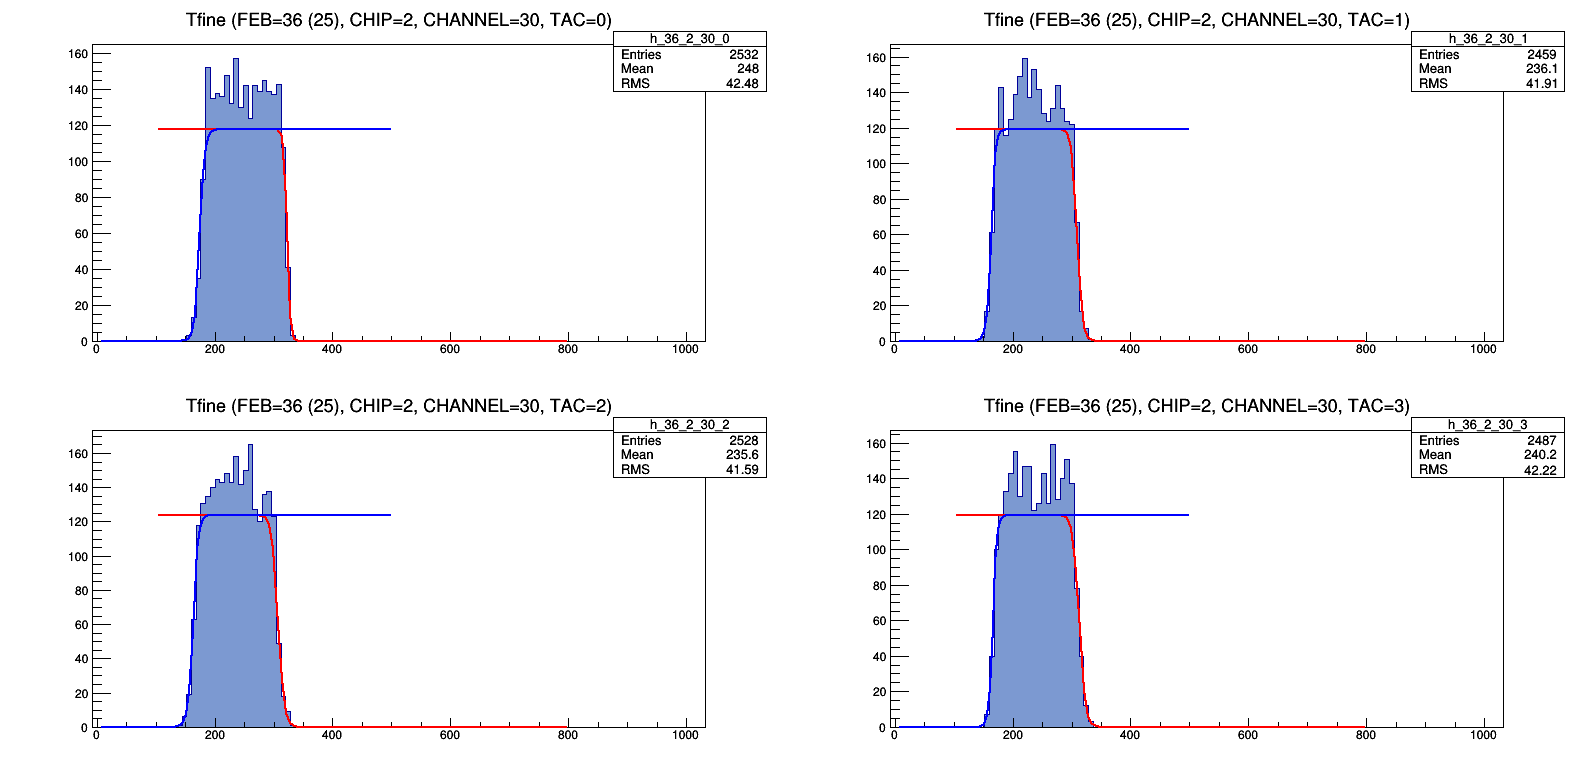 Tfine (FEB=36 (25), CHIP=2, CHANNEL=30, TAC=0)
h_36_2_30_0
Entries 2532
Mean 248
RMS 42.48
160
140
120
100
80
60
40
20
0
0 200 400 600 800 1000
Tfine (FEB=36 (25), CHIP=2, CHANNEL=30, TAC=1)
h_36_2_30_1
Entries 2459
Mean 236.1
RMS 41.91
160
140
120
100
80
60
40
20
0
0 200 400 600 800 1000
Tfine (FEB=36 (25), CHIP=2, CHANNEL=30, TAC=2)
h_36_2_30_2
Entries 2528
Mean 235.6
RMS 41.59
160
140
120
100
80
60
40
20
0
0 200 400 600 800 1000
Tfine (FEB=36 (25), CHIP=2, CHANNEL=30, TAC=3)
h_36_2_30_3
Entries 2487
Mean 240.2
RMS 42.22
160
140
120
100
80
60
40
20
0
0 200 400 600 800 1000